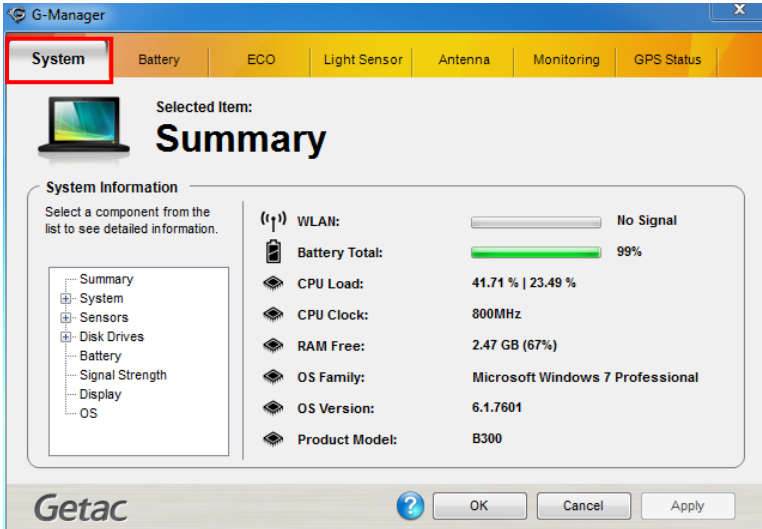 G-Manager
X
System
Battery
ECO
Light Sensor
Antenna
Monitoring
GPS Status
Selected Item:
Summary
System Information
Select a component from the
list to see detailed information.
Summary
System
Sensors
Disk Drives
Battery
Signal Strength
Display
OS
WLAN: No Signal
Battery Total: 99%
CPU Load: 41.71 % | 23.49 %
CPU Clock: 800MHz
RAM Free: 2.47 GB (67%)
OS Family: Microsoft Windows 7 Professional
OS Version: 6.1.7601
Product Model: B300
Getac
?
OK
Cancel
Apply